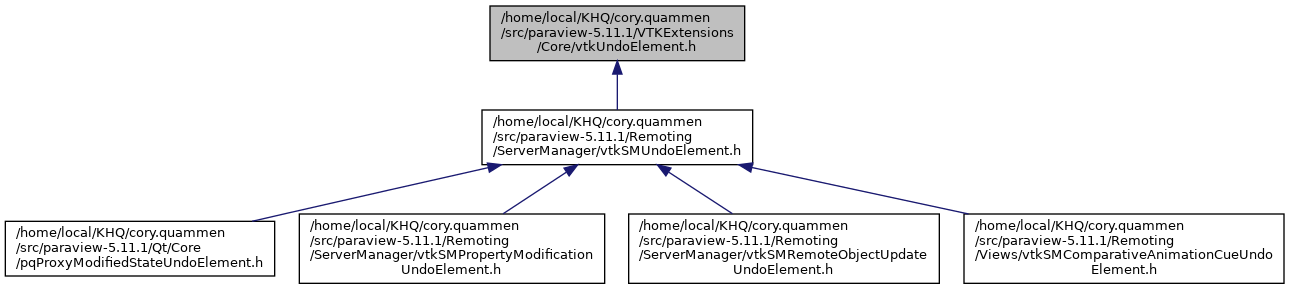 /home/local/KHQ/cory.quammen
/src/paraview-5.11.1/VTKExtensions
/Core/vtkUndoElement.h
/home/local/KHQ/cory.quammen
/src/paraview-5.11.1/Remoting
/ServerManager/vtkSMUndoElement.h
/home/local/KHQ/cory.quammen
/src/paraview-5.11.1/Qt/Core
/pqProxyModifiedStateUndoElement.h
/home/local/KHQ/cory.quammen
/src/paraview-5.11.1/Remoting
/ServerManager/vtkSMPropertyModification
UndoElement.h
/home/local/KHQ/cory.quammen
/src/paraview-5.11.1/Remoting
/ServerManager/vtkSMRemoteObjectUpdate
UndoElement.h
/home/local/KHQ/cory.quammen
/src/paraview-5.11.1/Remoting
/Views/vtkSMComparativeAnimationCueUndo
Element.h